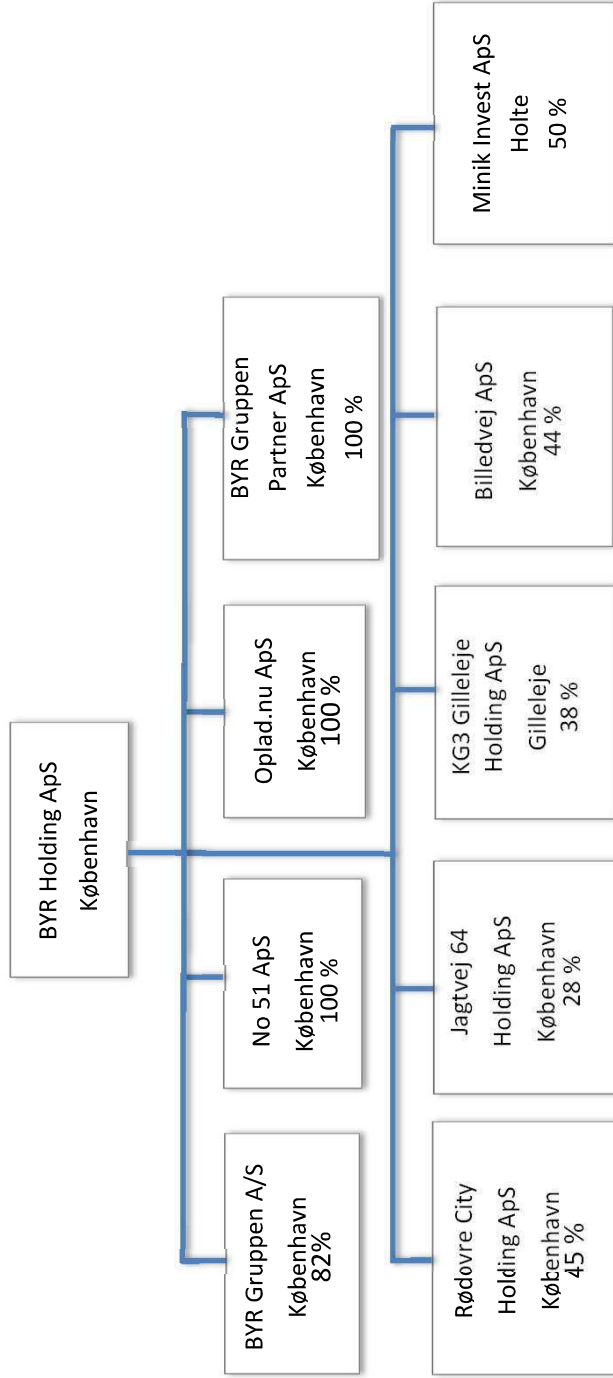 BYR Holding ApS
København
BYR Gruppen A/S
København
82%
No 51 ApS
København
100 %
Oplad.nu ApS
København
100 %
BYR Gruppen
Partner ApS
København
100 %
Rødovre City
Holding ApS
København
45 %
Jagtvej 64
Holding ApS
København
28 %
KG3 Gilleleje
Holding ApS
Gilleleje
38 %
Billedvej ApS
København
44 %
Minik Invest ApS
Holte
50 %